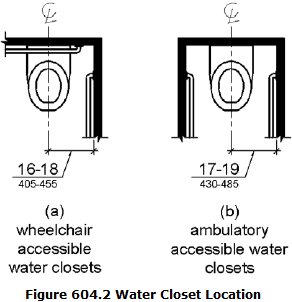 ℄
℄
16-18
405-455
17-19
430-485
(a)
wheelchair
accessible
water closets
(b)
ambulatory
accessible water
closets
Figure 604.2 Water Closet Location